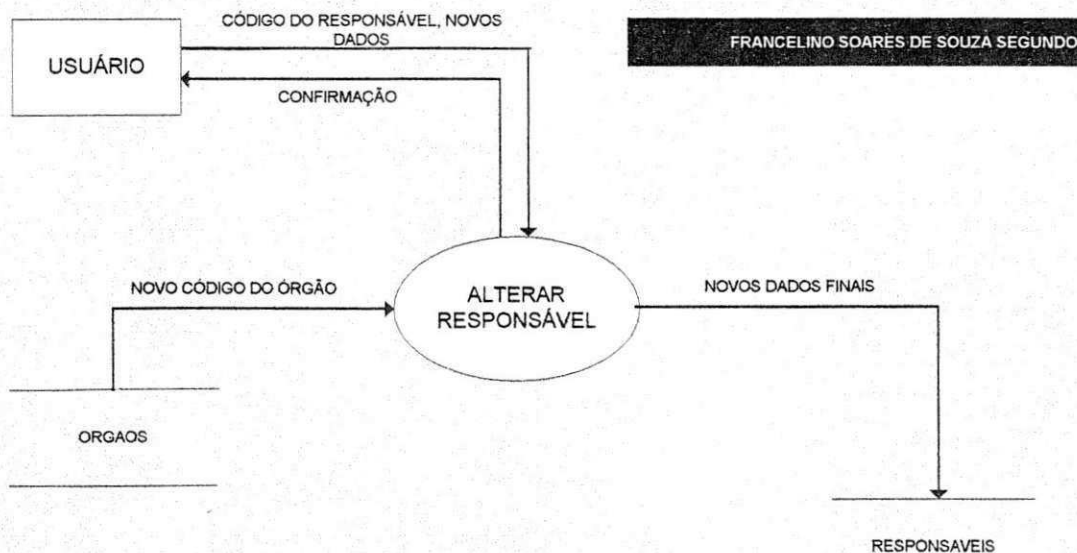 CÓDIGO DO RESPONSÁVEL, NOVOS
DADOS
FRANCELINO SOARES DE SOUZA SEGUNDO
USUÁRIO
CONFIRMAÇÃO
NOVO CÓDIGO DO ÓRGÃO
ALTERAR
RESPONSÁVEL
NOVOS DADOS FINAIS
ORGAOS
RESPONSAVEIS